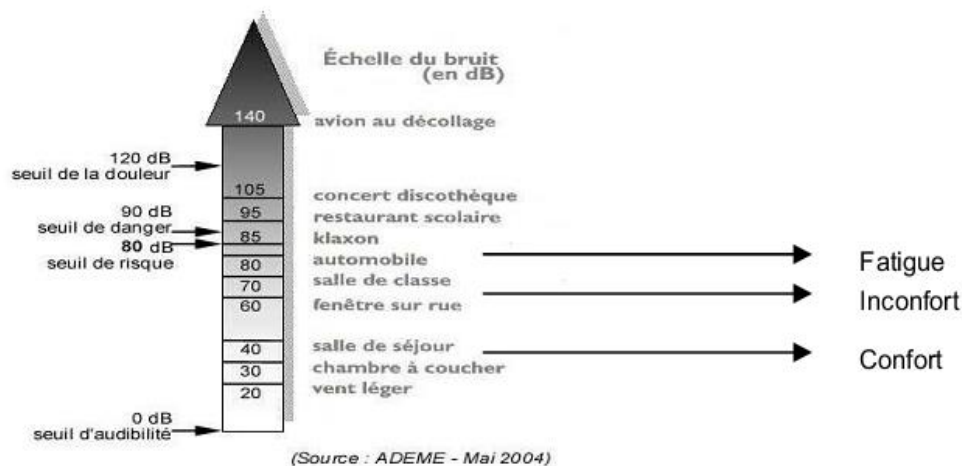 Échelle du bruit
(en dB)
140
avion au décollage
120 dB
seuil de la douleur
105
concert discothèque
90 dB
seuil de danger
95
restaurant scolaire
85
klaxon
80 dB
seuil de risque
80
automobile
Fatigue
70
salle de classe
Inconfort
60
fenêtre sur rue
40
salle de séjour
Confort
30
chambre à coucher
20
vent léger
0 dB
seuil d'audibilité
(Source : ADEME - Mai 2004)